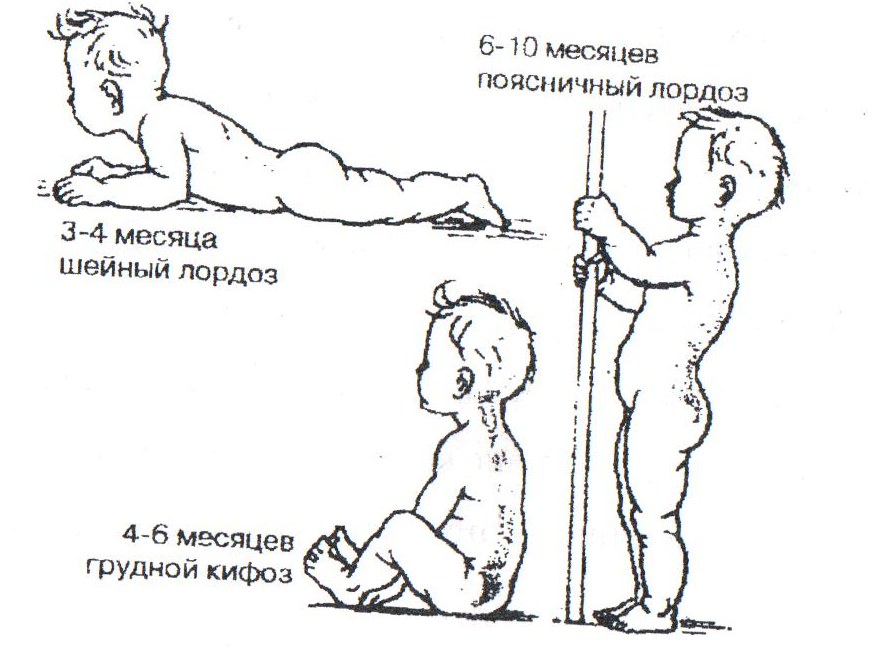 6-10 месяцев
поясничный лордоз
3-4 месяца
шейный лордоз
4-6 месяцев
грудной кифоз